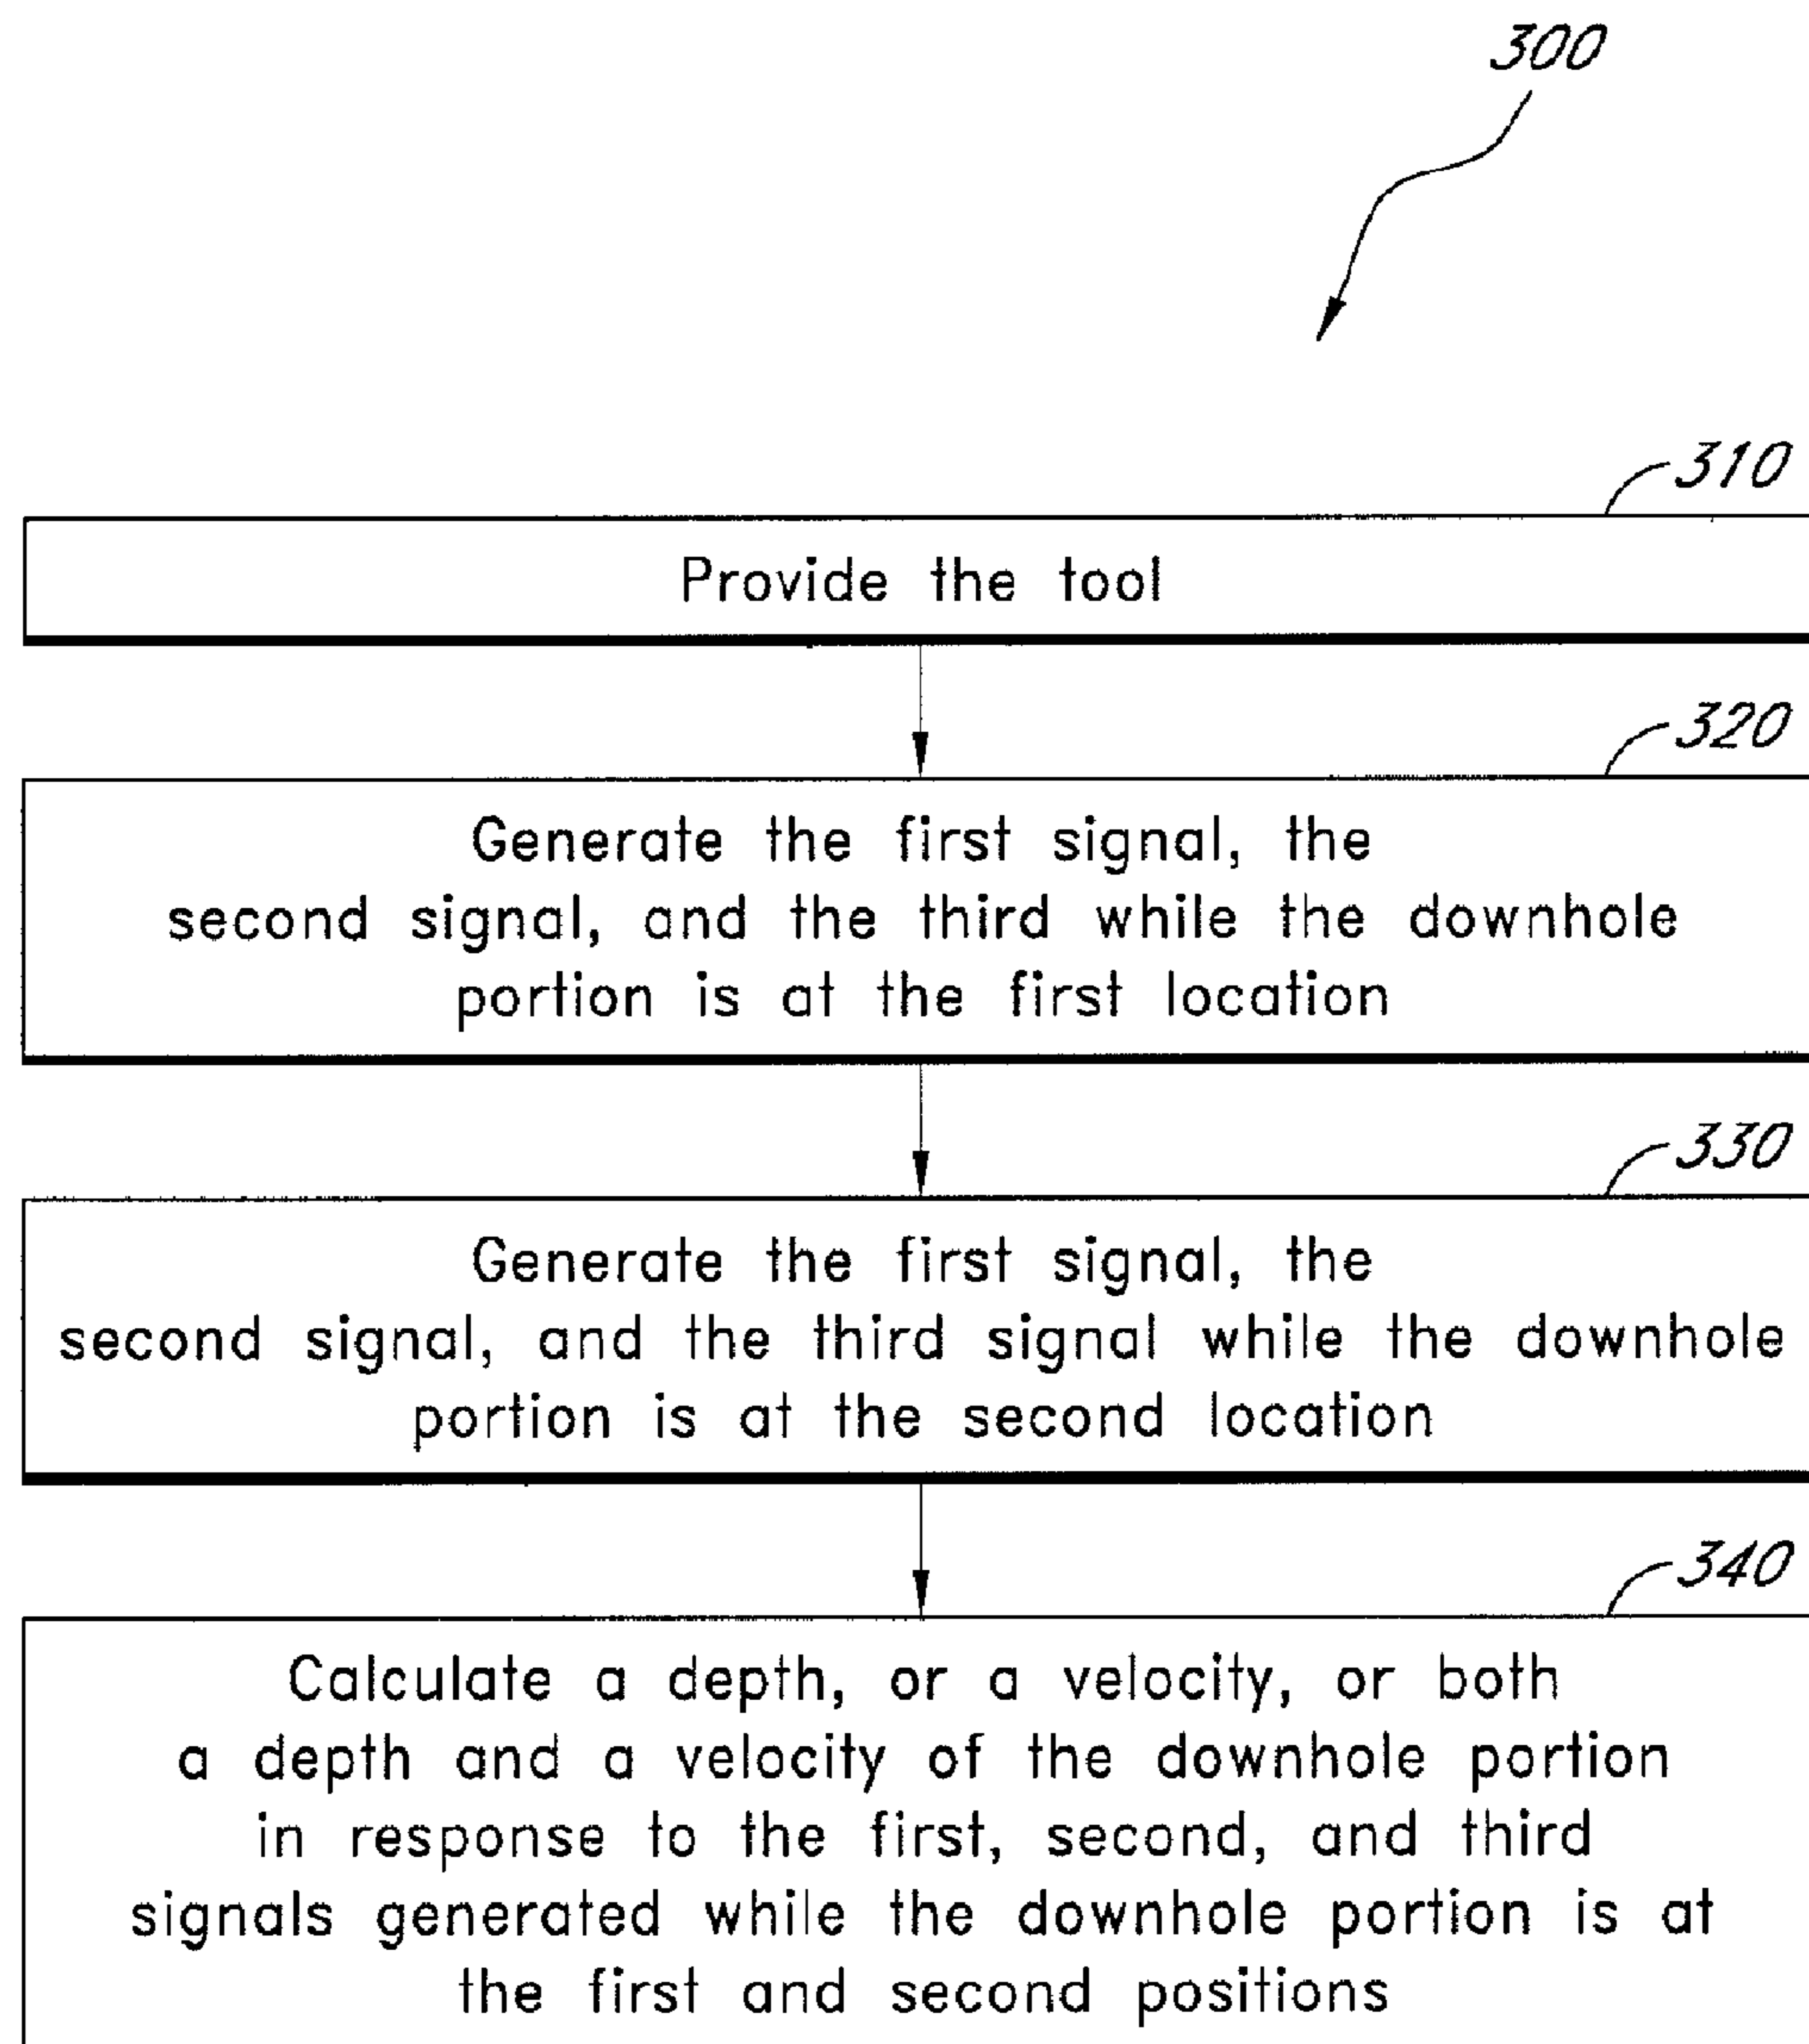 300
310
Provide the tool
320
Generate the first signal, the
second signal, and the third while the downhole
portion is at the first location
330
Generate the first signal, the
second signal, and the third signal while the downhole
portion is at the second location
340
Calculate a depth, or a velocity, or both
a depth and a velocity of the downhole portion
in response to the first, second, and third
signals generated while the downhole portion is at
the first and second positions